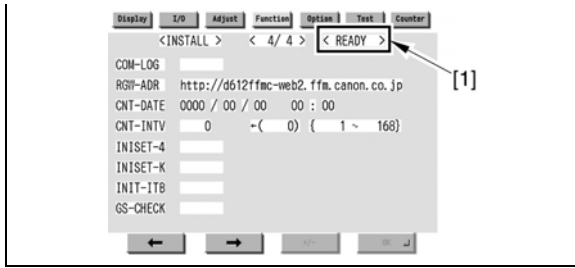 Display I/O Adjust Function Option Test Counter
<INSTALL > < 4/ 4 > < READY >
[1]
COM-LOG
RGW-ADR http://d612ffmc-web2.ffm.canon.co.jp
CNT-DATE 0000 / 00 / 00 00 : 00
CNT-INTV 0 ←( 0) { 1 ~ 168}
INISET-4
INISET-K
INIT-ITB
GS-CHECK
← → +/- OK ↵